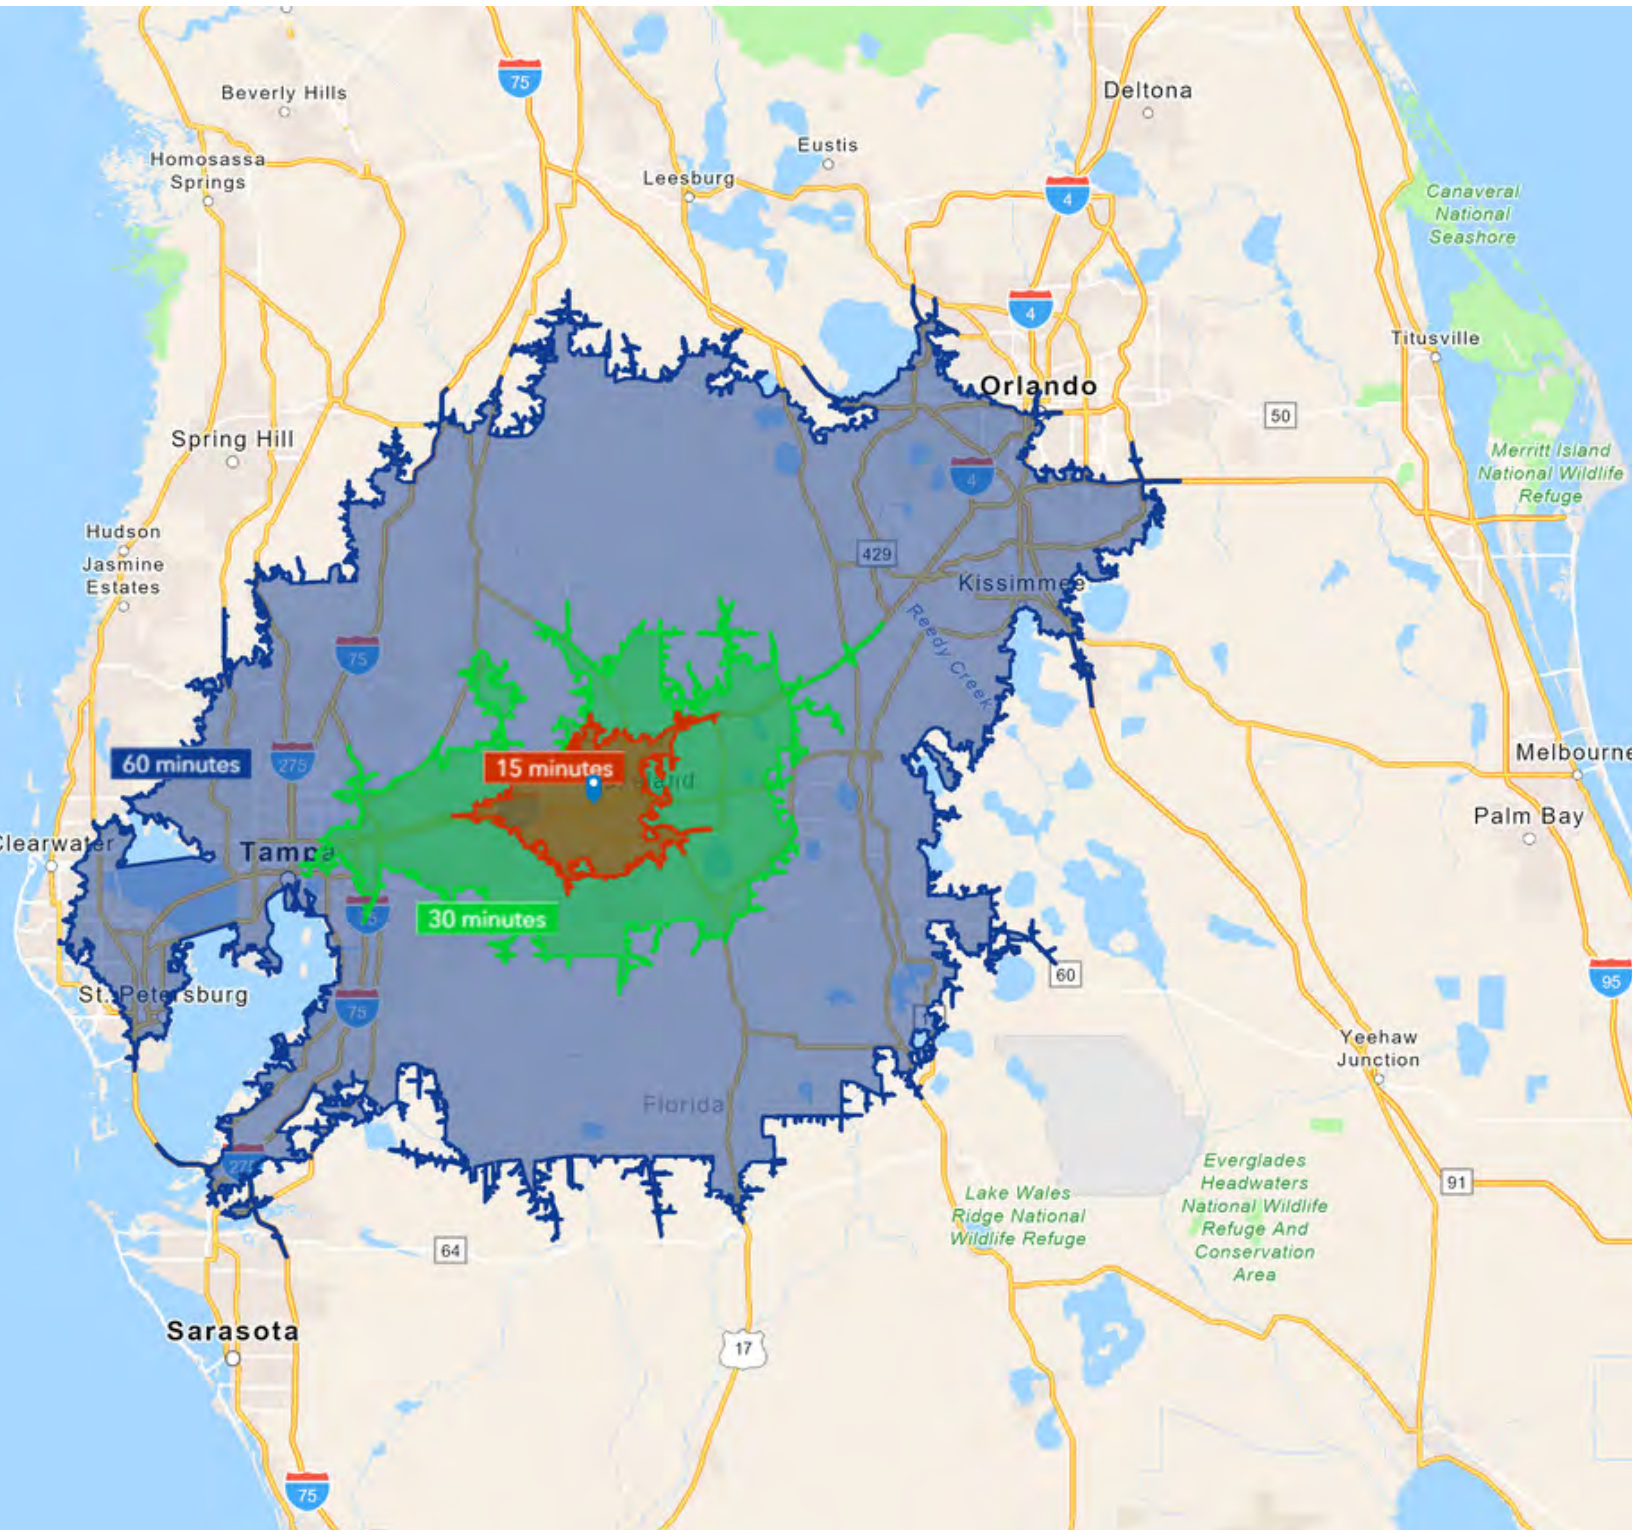 75
Beverly Hills
Deltona
Eustis
Homosassa
Springs
Leesburg
4
Canaveral
National
Seashore
4
Titusville
Orlando
50
Spring Hill
Merritt Island
National Wildlife
Refuge
4
Hudson
Jasmine
Estates
429
Kissimmee
Reedy Creek
75
60 minutes
275
15 minutes
Melbourne
Palm Bay
Clearwater
Tampa
30 minutes
75
60
95
St. Petersburg
75
Yeehaw
Junction
Florida
275
Everglades
Headwaters
National Wildlife
Refuge And
Conservation
Area
91
Lake Wales
Ridge National
Wildlife Refuge
64
Sarasota
17
75